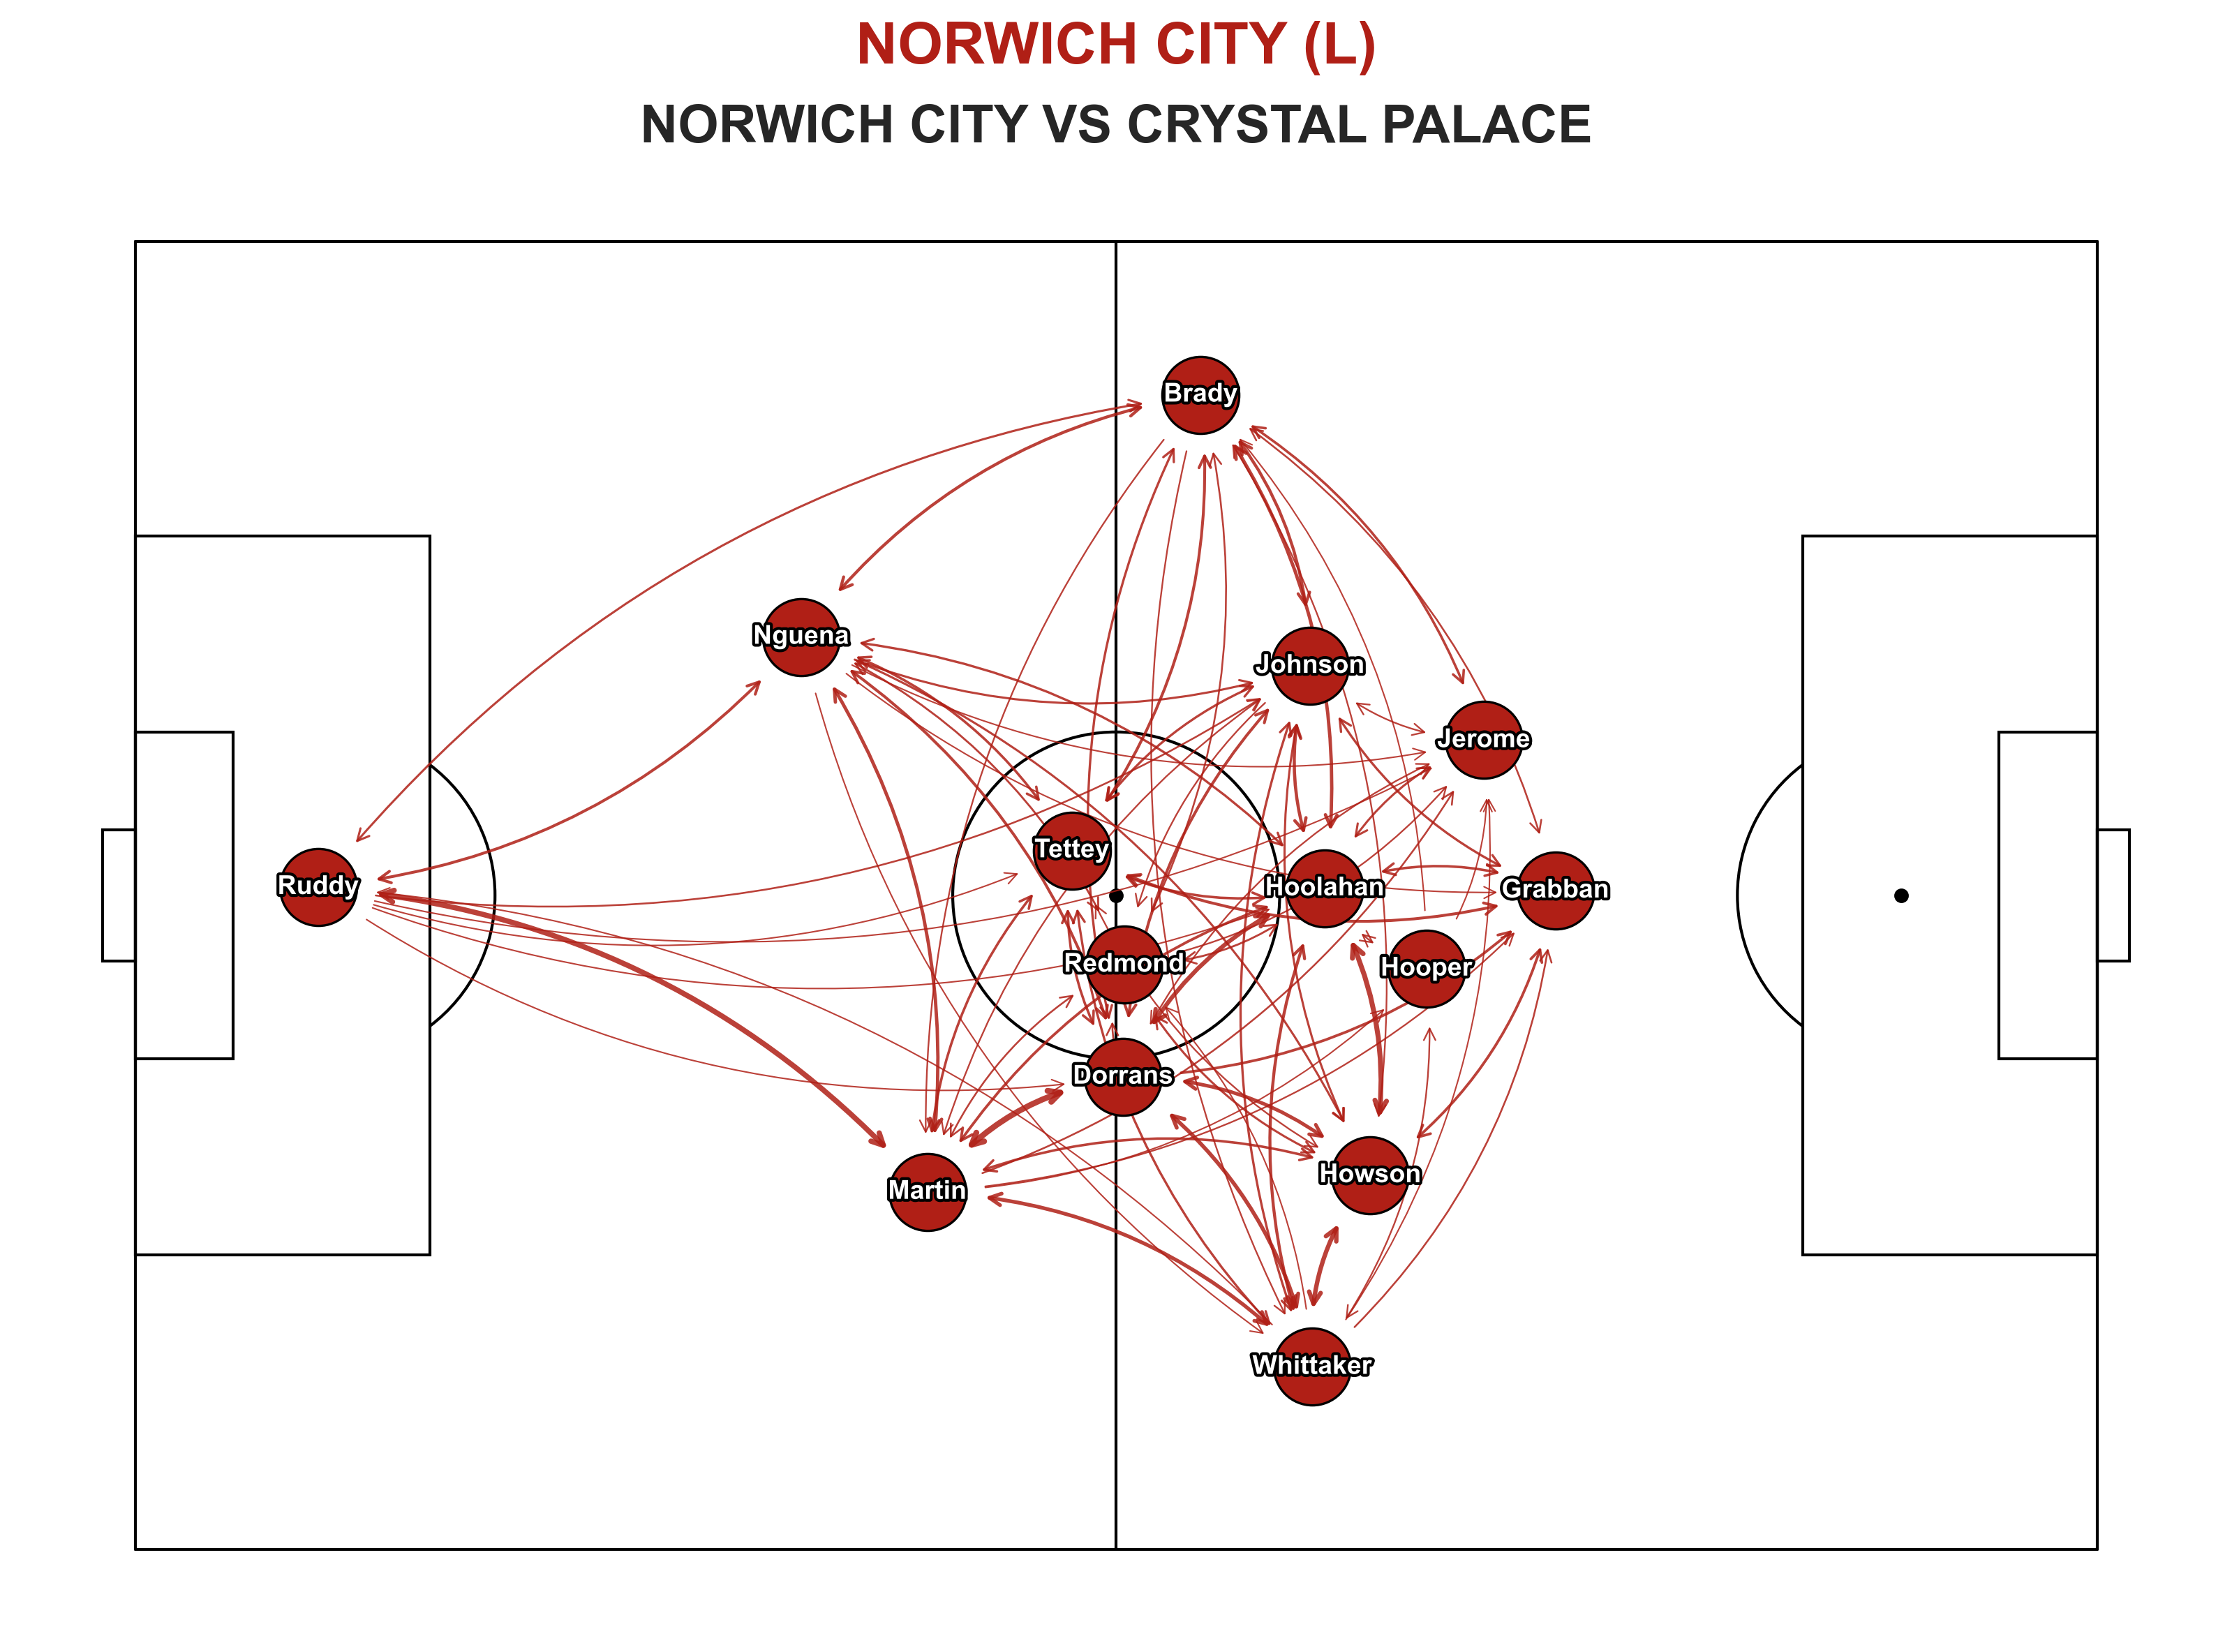 NORWICH CITY (L)
NORWICH CITY VS CRYSTAL PALACE
Brady
Nguena
Johnson
Jerome
Tettey
Ruddy
Hoolahan
Grabban
Redmond
Hooper
Dorrans
Howson
Martin
Whittaker